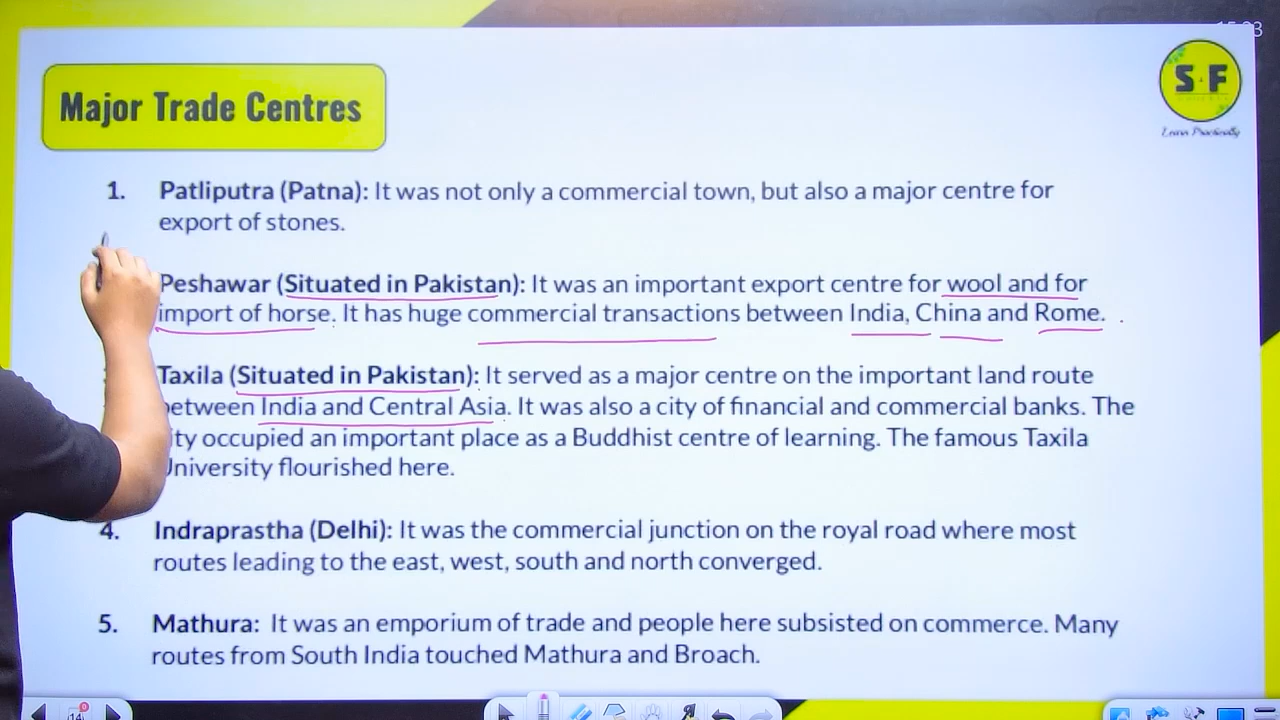 15
3
S F
Learn Practically
Major Trade Centres
1. Patliputra (Patna): It was not only a commercial town, but also a major centre for
export of stones.
Peshawar (Situated in Pakistan): It was an important export centre for wool and for
import of horse. It has huge commercial transactions between India, China and Rome.
Taxila (Situated in Pakistan): It served as a major centre on the important land route
between India and Central Asia. It was also a city of financial and commercial banks. The
ity occupied an important place as a Buddhist centre of learning. The famous Taxila
University flourished here.
4. Indraprastha (Delhi): It was the commercial junction on the royal road where most
routes leading to the east, west, south and north converged.
5. Mathura: It was an emporium of trade and people here subsisted on commerce. Many
routes from South India touched Mathura and Broach.
14